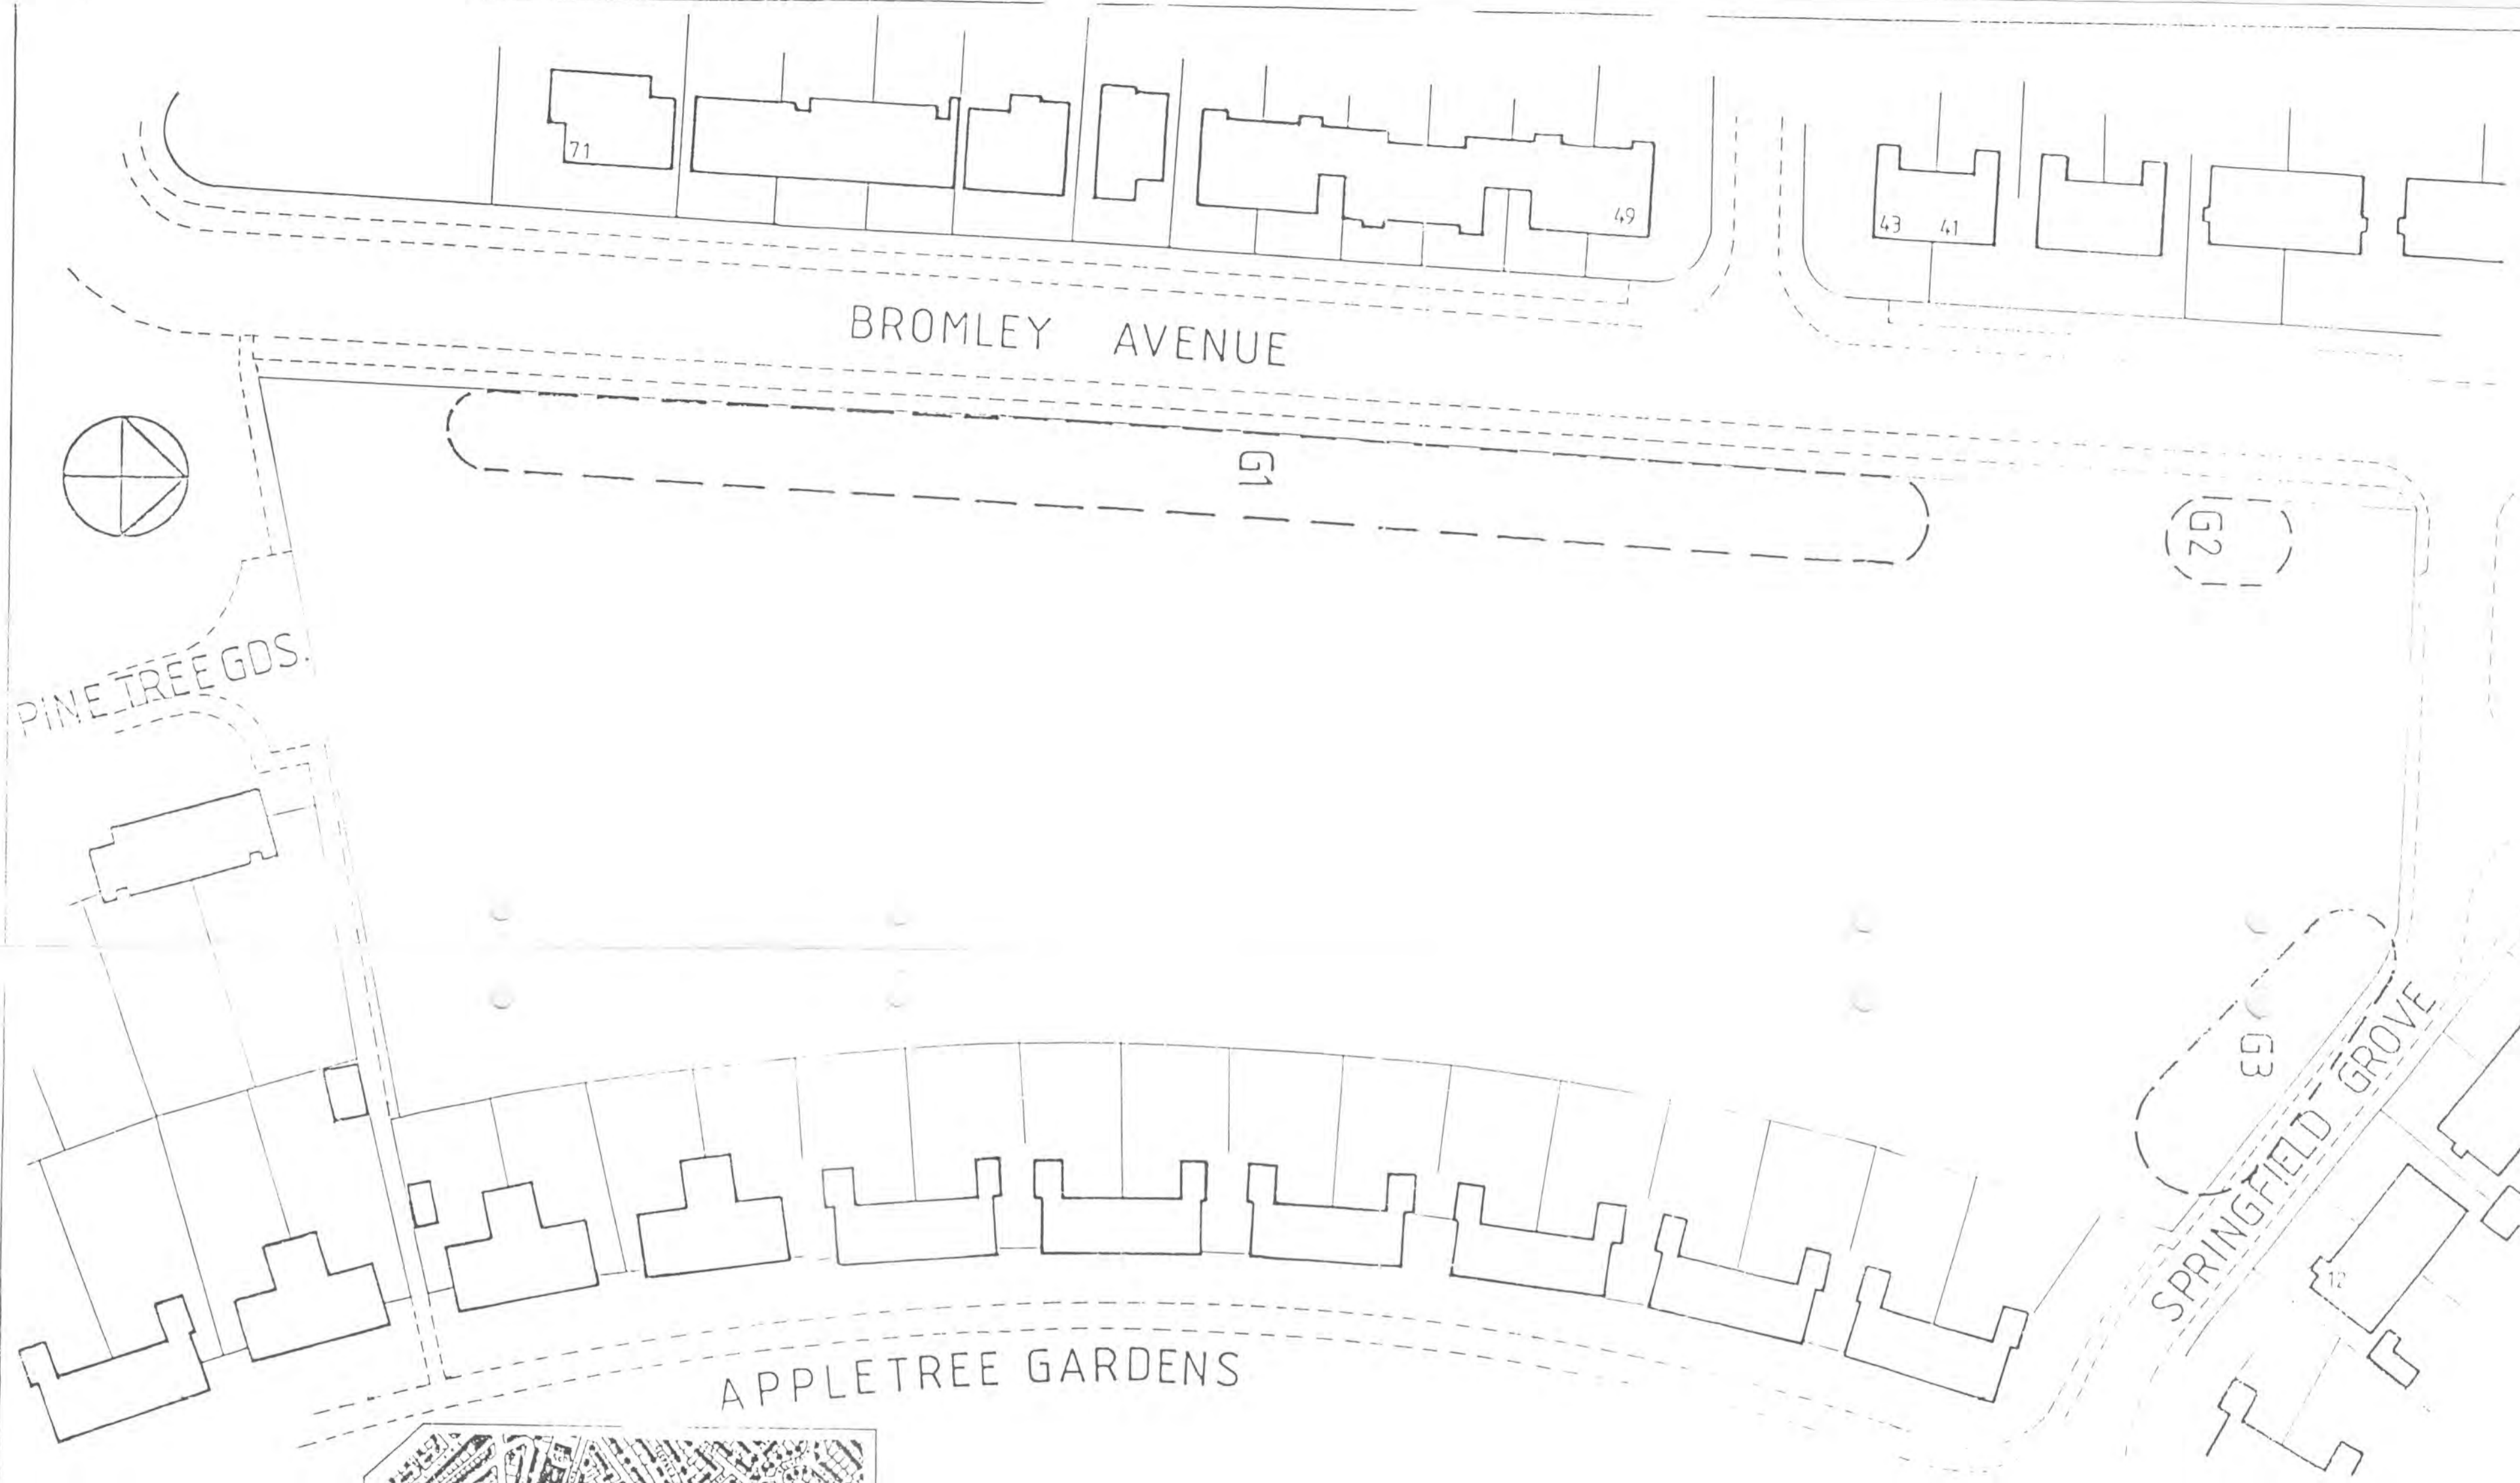 71
49
43 41
BROMLEY AVENUE
G1
G2
PINE TREE GDS.
G3
SPRINGFIELD GROVE
12
APPLETREE GARDENS